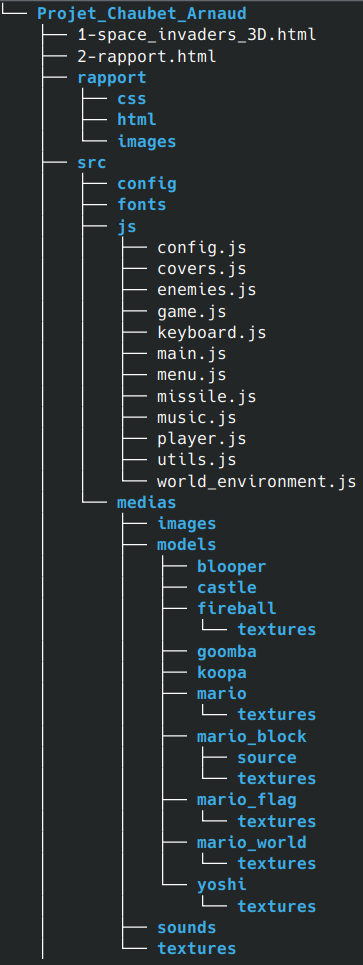 Projet_Chaubet_Arnaud
1-space_invaders_3D.html
2-rapport.html
rapport
css
html
images
src
config
fonts
js
config.js
covers.js
enemies.js
game.js
keyboard.js
main.js
menu.js
missile.js
music.js
player.js
utils.js
world_environment.js
medias
images
models
blooper
castle
fireball
textures
goomba
koopa
mario
textures
mario_block
source
textures
mario_flag
textures
mario_world
textures
yoshi
textures
sounds
textures